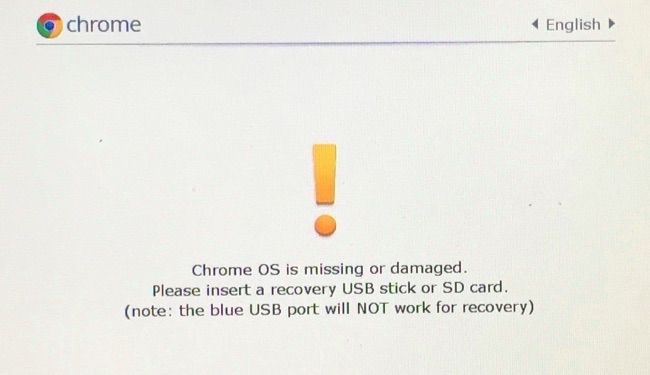 chrome
English
Chrome OS is missing or damaged.
Please insert a recovery USB stick or SD card.
(note: the blue USB port will NOT work for recovery)